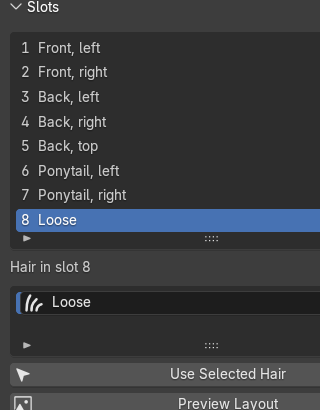 Slots
1 Front, left
2 Front, right
3 Back, left
4 Back, right
5 Back, top
6 Ponytail, left
7 Ponytail, right
8 Loose
Hair in slot 8
Loose
Use Selected Hair
Preview Layout